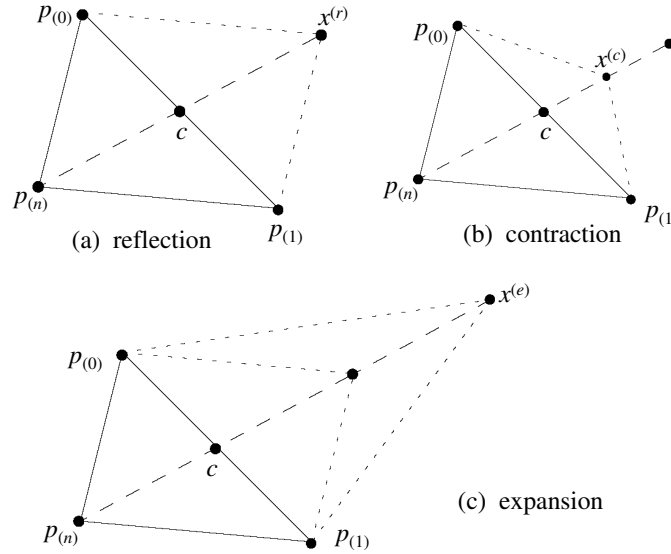 p(0)
x(r)
c
p(n)
p(1)
(a) reflection
p(0)
x(c)
c
p(n)
p(1
(b) contraction
x(e)
p(0)
c
p(n)
p(1)
(c) expansion